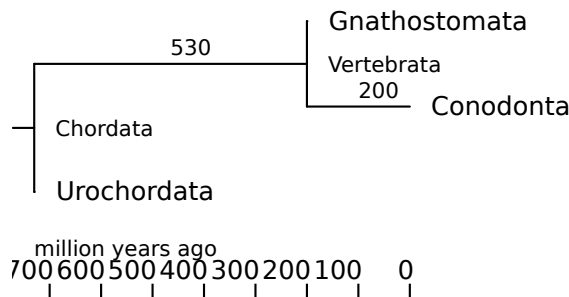 Gnathostomata
530
Vertebrata
200
Conodonta
Chordata
Urochordata
million years ago
700 600 500 400 300 200 100 0